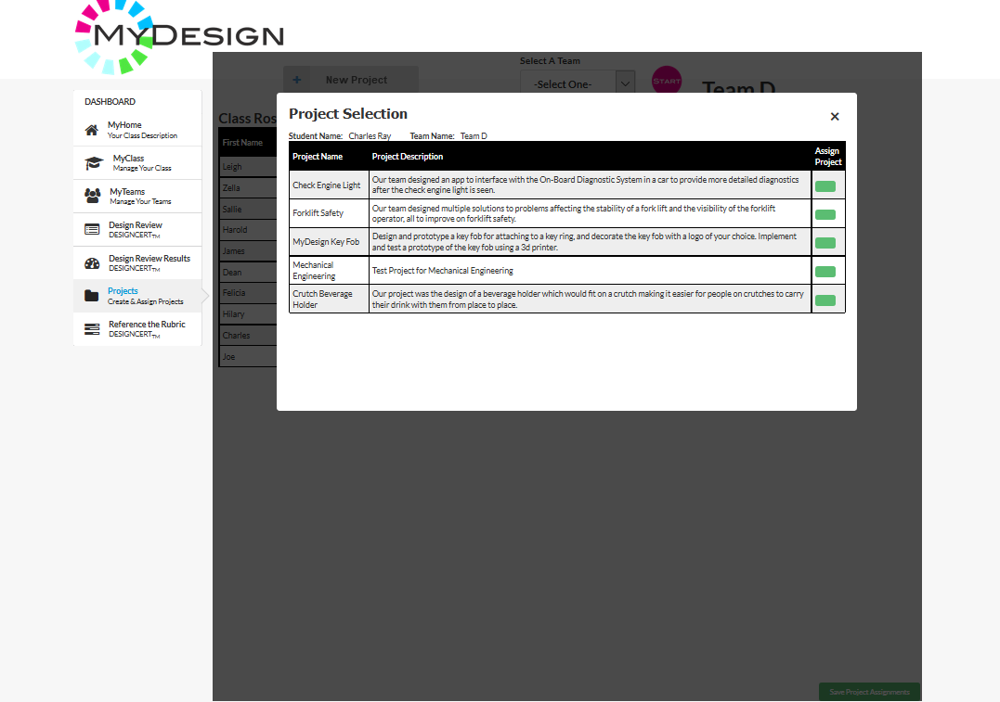 MYDESIGN
DASHBOARD
MyHome
Your Class Description
MyClass
Manage Your Class
MyTeams
Manage Your Teams
Design Review
DESIGNCERTTM
Design Review Results
DESIGNCERTTM
Projects
Create & Assign Projects
Reference the Rubric
DESIGNCERTTM
+ New Project
Select A Team
-Select One-
START
Team D
Class Ros
First Name
Leigh
Zella
Sallie
Harold
James
Dean
Felicia
Hilary
Charles
Joe
Project Selection
×
Student Name: Charles Ray Team Name: Team D
Project Name Project Description Assign
Project
Check Engine Light
Our team designed an app to interface with the On-Board Diagnostic System in a car to provide more detailed diagnostics
after the check engine light is seen.
Forklift Safety
Our team designed multiple solutions to problems affecting the stability of a fork lift and the visibility of the forklift
operator, all to improve on forklift safety.
MyDesign Key Fob
Design and prototype a key fob for attaching to a key ring, and decorate the key fob with a logo of your choice. Implement
and test a prototype of the key fob using a 3d printer.
Mechanical
Engineering
Test Project for Mechanical Engineering
Crutch Beverage
Holder
Our project was the design of a beverage holder which would fit on a crutch making it easier for people on crutches to carry
their drink with them from place to place.
Save Project Assignments